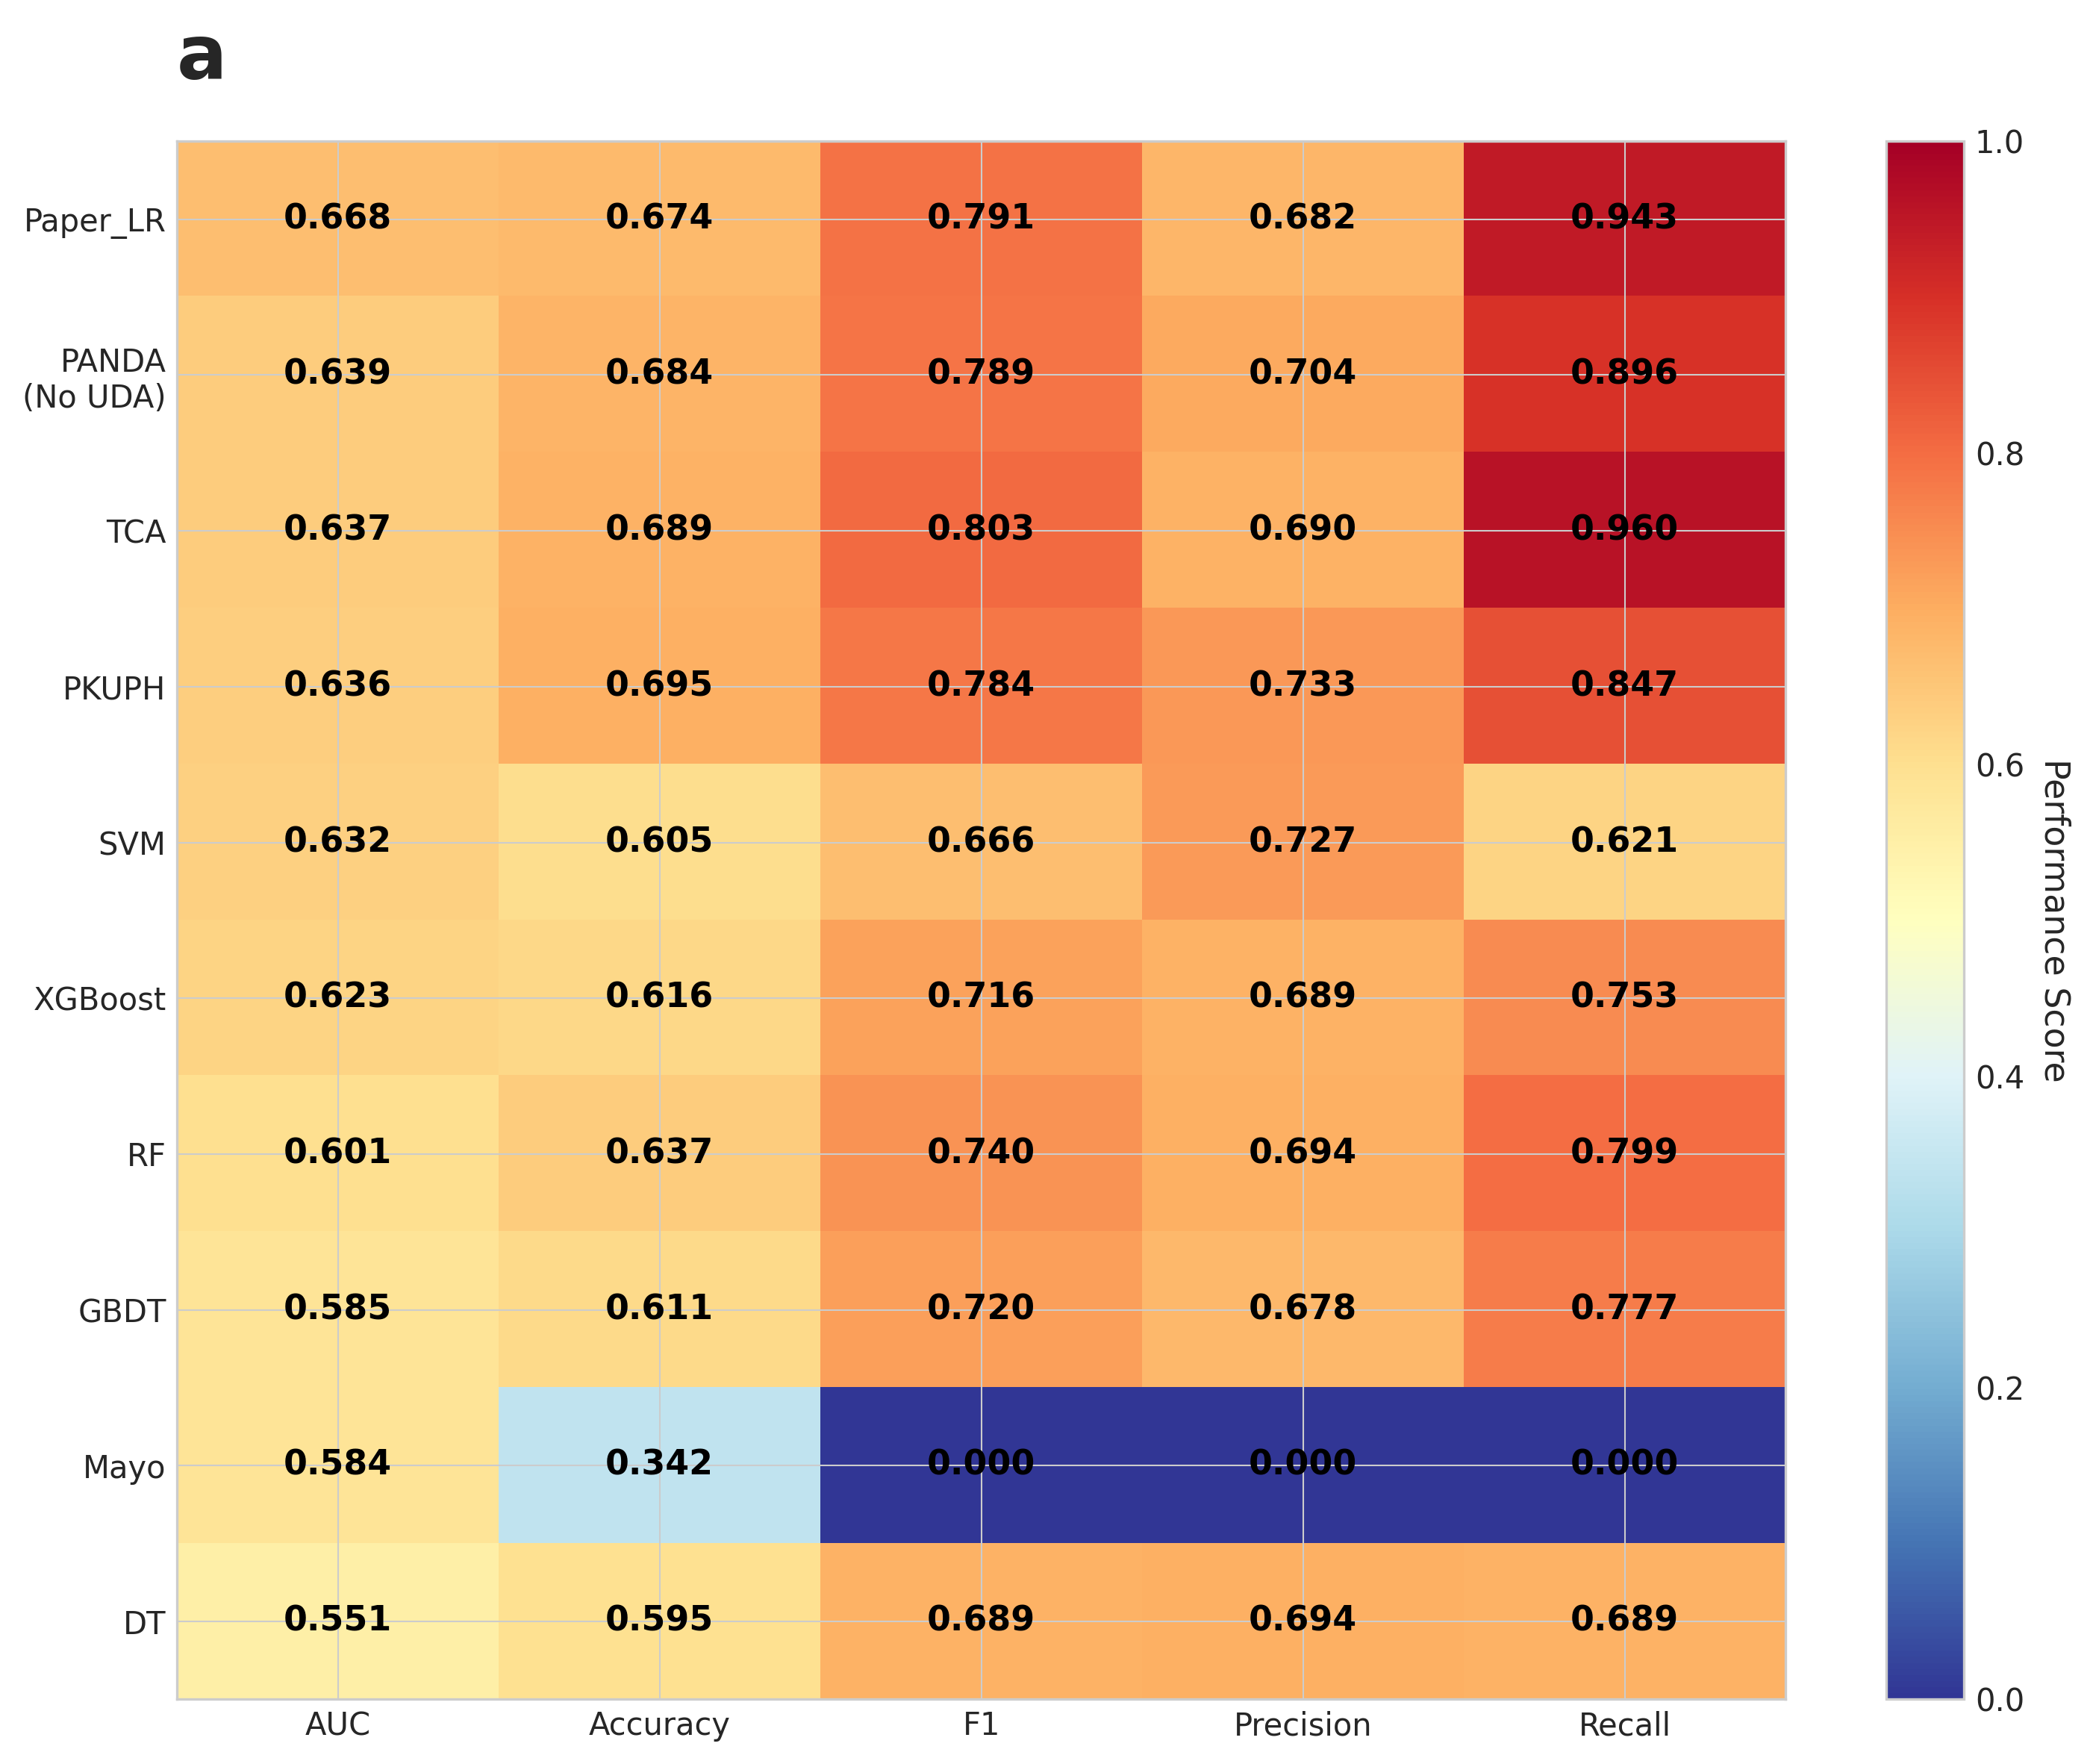 a
Paper_LR 0.668 0.674 0.791 0.682 0.943
PANDA
(No UDA) 0.639 0.684 0.789 0.704 0.896
TCA 0.637 0.689 0.803 0.690 0.960
PKUPH 0.636 0.695 0.784 0.733 0.847
SVM 0.632 0.605 0.666 0.727 0.621
XGBoost 0.623 0.616 0.716 0.689 0.753
RF 0.601 0.637 0.740 0.694 0.799
GBDT 0.585 0.611 0.720 0.678 0.777
Mayo 0.584 0.342 0.000 0.000 0.000
DT 0.551 0.595 0.689 0.694 0.689
AUC Accuracy F1 Precision Recall
1.0
0.8
0.6
0.4
0.2
0.0
Performance Score